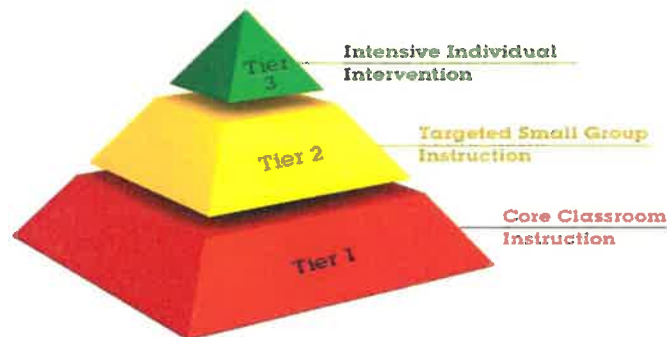 Tier
3
Intensive Individual
Intervention
Tier 2
Targeted Small Group
Instruction
Tier 1
Core Classroom
Instruction